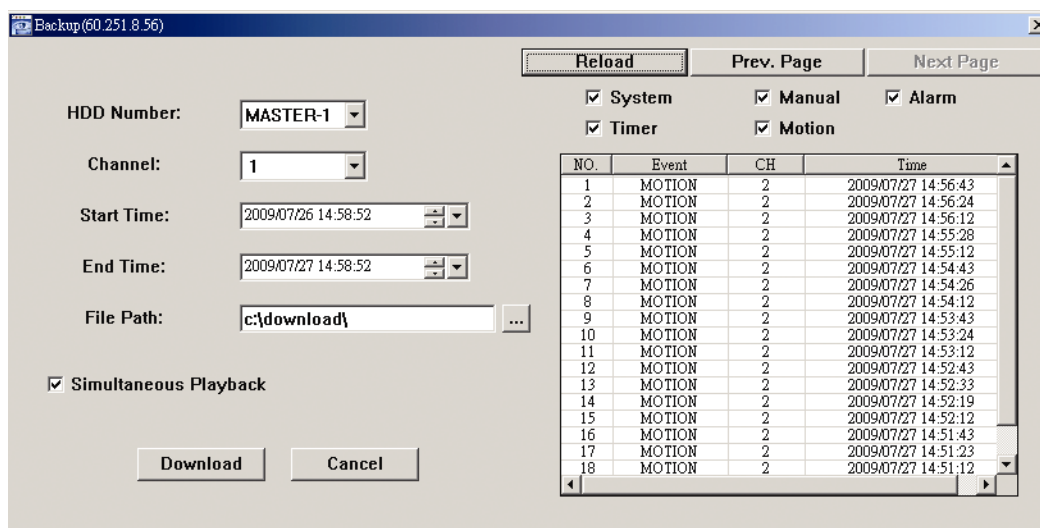 Backup(60.251.8.56)
Reload Prev. Page Next Page
System Manual Alarm
Timer Motion
HDD Number: MASTER-1
Channel: 1
Start Time: 2009/07/26 14:58:52
End Time: 2009/07/27 14:58:52
File Path: c:\download\ ...
Simultaneous Playback
Download Cancel
NO. Event CH Time
1 MOTION 2 2009/07/27 14:56:43
2 MOTION 2 2009/07/27 14:56:24
3 MOTION 2 2009/07/27 14:56:12
4 MOTION 2 2009/07/27 14:55:28
5 MOTION 2 2009/07/27 14:55:12
6 MOTION 2 2009/07/27 14:54:43
7 MOTION 2 2009/07/27 14:54:26
8 MOTION 2 2009/07/27 14:54:12
9 MOTION 2 2009/07/27 14:53:43
10 MOTION 2 2009/07/27 14:53:24
11 MOTION 2 2009/07/27 14:53:12
12 MOTION 2 2009/07/27 14:52:43
13 MOTION 2 2009/07/27 14:52:33
14 MOTION 2 2009/07/27 14:52:19
15 MOTION 2 2009/07/27 14:52:12
16 MOTION 2 2009/07/27 14:51:43
17 MOTION 2 2009/07/27 14:51:23
18 MOTION 2 2009/07/27 14:51:12